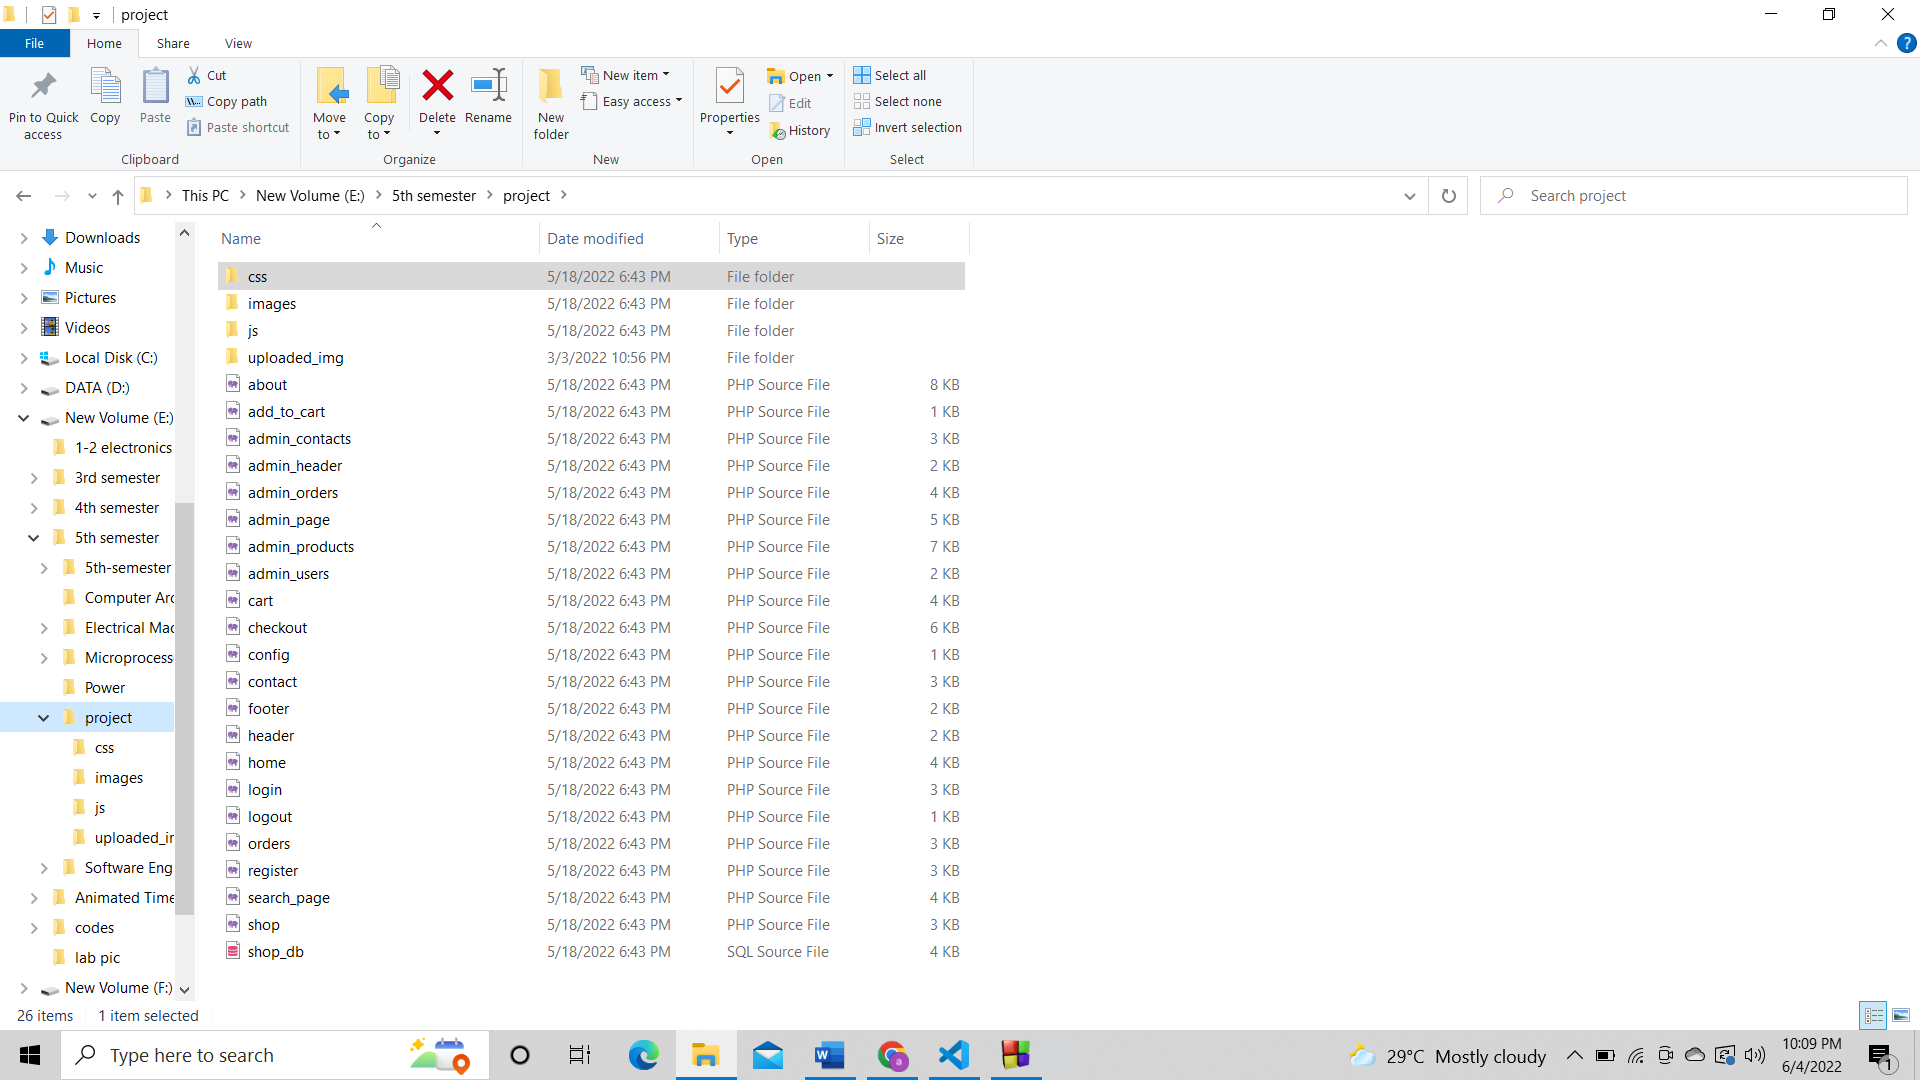 project
File Home Share View
Pin to Quick access
Copy
Paste
Cut
Copy path
Paste shortcut
Clipboard
Move to
Copy to
Delete
Rename
Organize
New folder
New item
Easy access
New
Properties
Open
Edit
History
Open
Select all
Select none
Invert selection
Select
This PC > New Volume (E:) > 5th semester > project >
Search project
Downloads
Music
Pictures
Videos
Local Disk (C:)
DATA (D:)
New Volume (E:)
1-2 electronics
3rd semester
4th semester
5th semester
5th-semester
Computer Arc
Electrical Mac
Microprocess
Power
project
css
images
js
uploaded_i
Software Eng
Animated Time
codes
lab pic
New Volume (F:)
Name Date modified Type Size
css 5/18/2022 6:43 PM File folder
images 5/18/2022 6:43 PM File folder
js 5/18/2022 6:43 PM File folder
uploaded_img 3/3/2022 10:56 PM File folder
about 5/18/2022 6:43 PM PHP Source File 8 KB
add_to_cart 5/18/2022 6:43 PM PHP Source File 1 KB
admin_contacts 5/18/2022 6:43 PM PHP Source File 3 KB
admin_header 5/18/2022 6:43 PM PHP Source File 2 KB
admin_orders 5/18/2022 6:43 PM PHP Source File 4 KB
admin_page 5/18/2022 6:43 PM PHP Source File 5 KB
admin_products 5/18/2022 6:43 PM PHP Source File 7 KB
admin_users 5/18/2022 6:43 PM PHP Source File 2 KB
cart 5/18/2022 6:43 PM PHP Source File 4 KB
checkout 5/18/2022 6:43 PM PHP Source File 6 KB
config 5/18/2022 6:43 PM PHP Source File 1 KB
contact 5/18/2022 6:43 PM PHP Source File 3 KB
footer 5/18/2022 6:43 PM PHP Source File 2 KB
header 5/18/2022 6:43 PM PHP Source File 2 KB
home 5/18/2022 6:43 PM PHP Source File 4 KB
login 5/18/2022 6:43 PM PHP Source File 3 KB
logout 5/18/2022 6:43 PM PHP Source File 1 KB
orders 5/18/2022 6:43 PM PHP Source File 3 KB
register 5/18/2022 6:43 PM PHP Source File 3 KB
search_page 5/18/2022 6:43 PM PHP Source File 4 KB
shop 5/18/2022 6:43 PM PHP Source File 3 KB
shop_db 5/18/2022 6:43 PM SQL Source File 4 KB
26 items 1 item selected
Type here to search
29°C Mostly cloudy
10:09 PM
6/4/2022
1